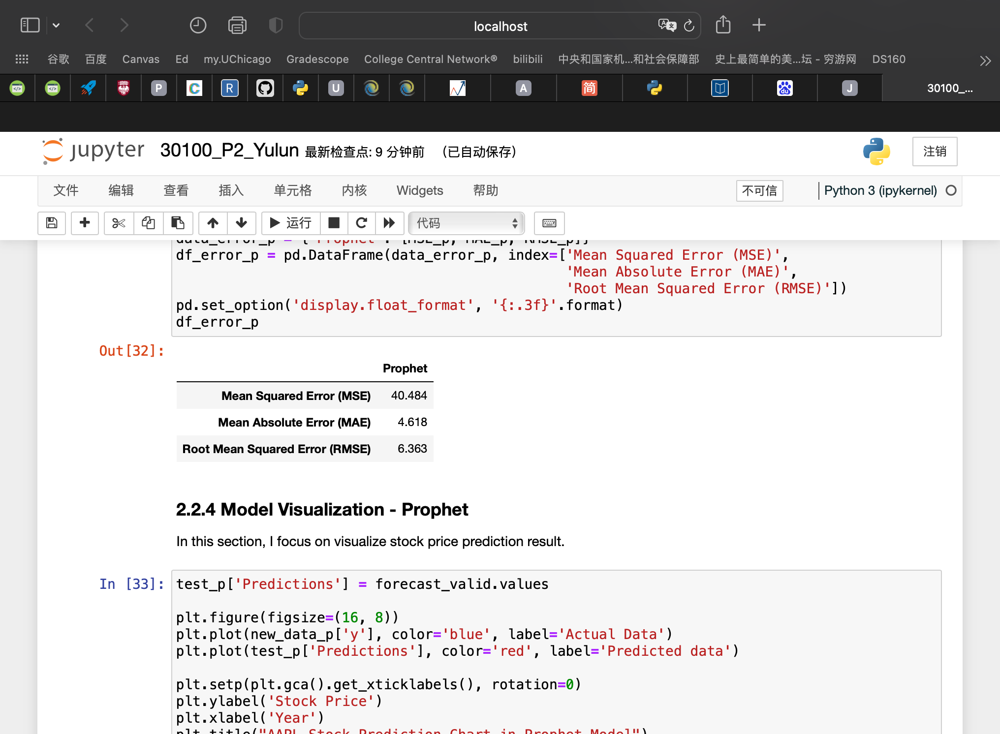 localhost
谷歌 百度 Canvas Ed my.UChicago Gradescope College Central Network® bilibili 中央和国家机...和社会保障部 史上最简单的美...坛 - 穷游网 DS160
P C R U A 简 du J 30100_...
jupyter 30100_P2_Yulun 最新检查点: 9 分钟前 (已自动保存) 注销
文件 编辑 查看 插入 单元格 内核 Widgets 帮助 不可信 Python 3 (ipykernel)
运行 代码
data_error_p = {'Prophet': [MSE_p, MAE_p, RMSE_p]}
df_error_p = pd.DataFrame(data_error_p, index=['Mean Squared Error (MSE)',
'Mean Absolute Error (MAE)',
'Root Mean Squared Error (RMSE)'])
pd.set_option('display.float_format', '{:.3f}'.format)
df_error_p
Out[32]:
Prophet
Mean Squared Error (MSE) 40.484
Mean Absolute Error (MAE) 4.618
Root Mean Squared Error (RMSE) 6.363
2.2.4 Model Visualization - Prophet
In this section, I focus on visualize stock price prediction result.
In [33]: test_p['Predictions'] = forecast_valid.values
plt.figure(figsize=(16, 8))
plt.plot(new_data_p['y'], color='blue', label='Actual Data')
plt.plot(test_p['Predictions'], color='red', label='Predicted data')
plt.setp(plt.gca().get_xticklabels(), rotation=0)
plt.ylabel('Stock Price')
plt.xlabel('Year')
plt.title("AAPL Stock Prediction Chart in Prophet Model")